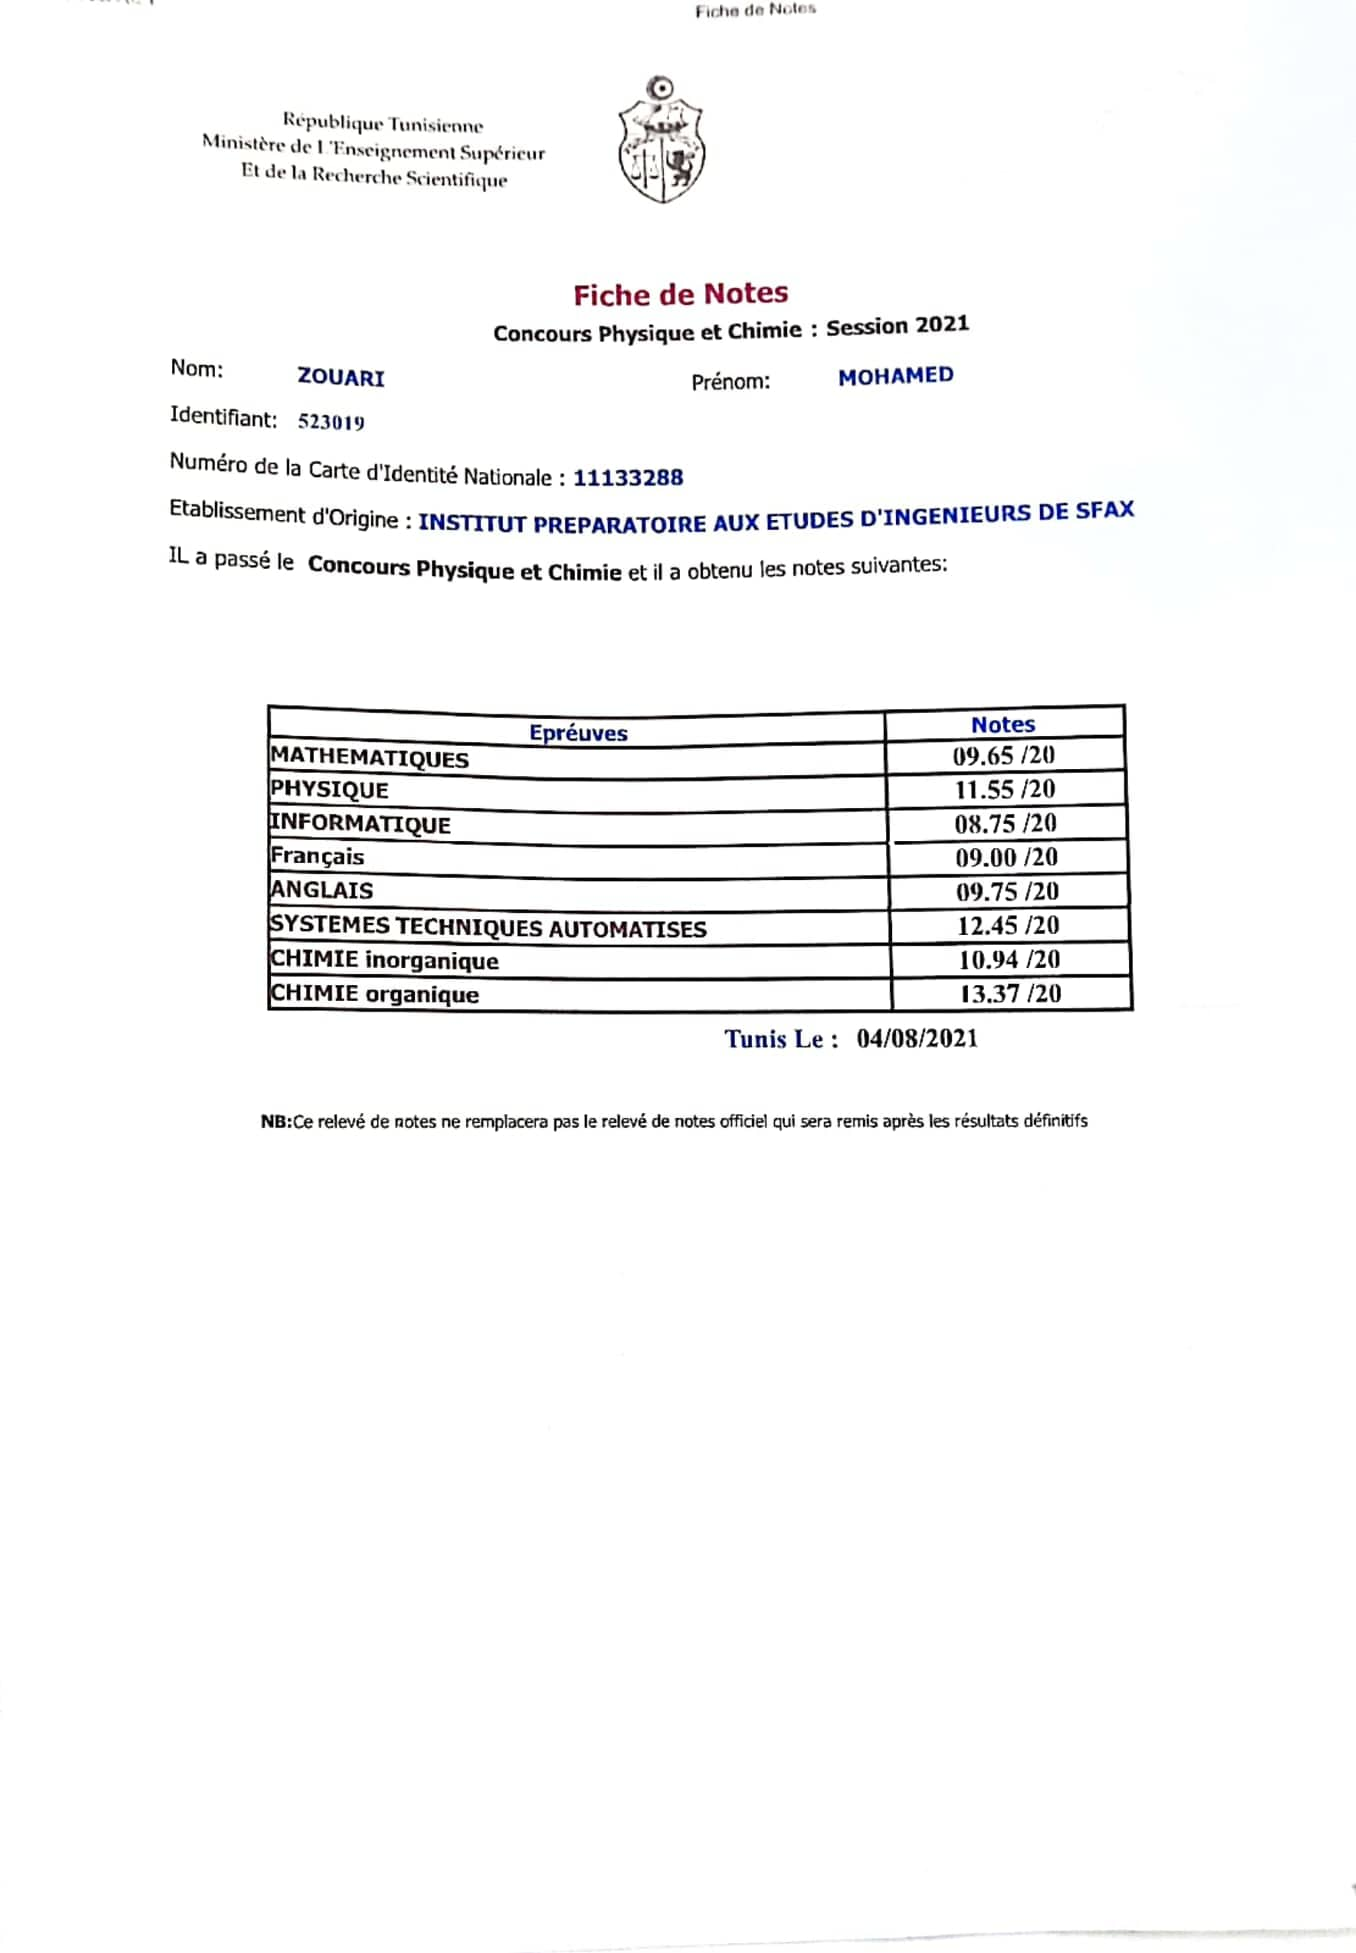 Fiche de Notes
République Tunisienne
Ministère de l 'Enseignement Supérieur
Et de la Recherche Scientifique
Fiche de Notes
Concours Physique et Chimie : Session 2021
Nom: ZOUARI Prénom: MOHAMED
Identifiant: 523019
Numéro de la Carte d'Identité Nationale : 11133288
Etablissement d'Origine : INSTITUT PREPARATOIRE AUX ETUDES D'INGENIEURS DE SFAX
IL a passé le Concours Physique et Chimie et il a obtenu les notes suivantes:
Epréuves Notes
MATHEMATIQUES 09.65 /20
PHYSIQUE 11.55 /20
INFORMATIQUE 08.75 /20
Français 09.00 /20
ANGLAIS 09.75 /20
SYSTEMES TECHNIQUES AUTOMATISES 12.45 /20
CHIMIE inorganique 10.94 /20
CHIMIE organique 13.37 /20
Tunis Le : 04/08/2021
NB:Ce relevé de notes ne remplacera pas le relevé de notes officiel qui sera remis après les résultats définitifs